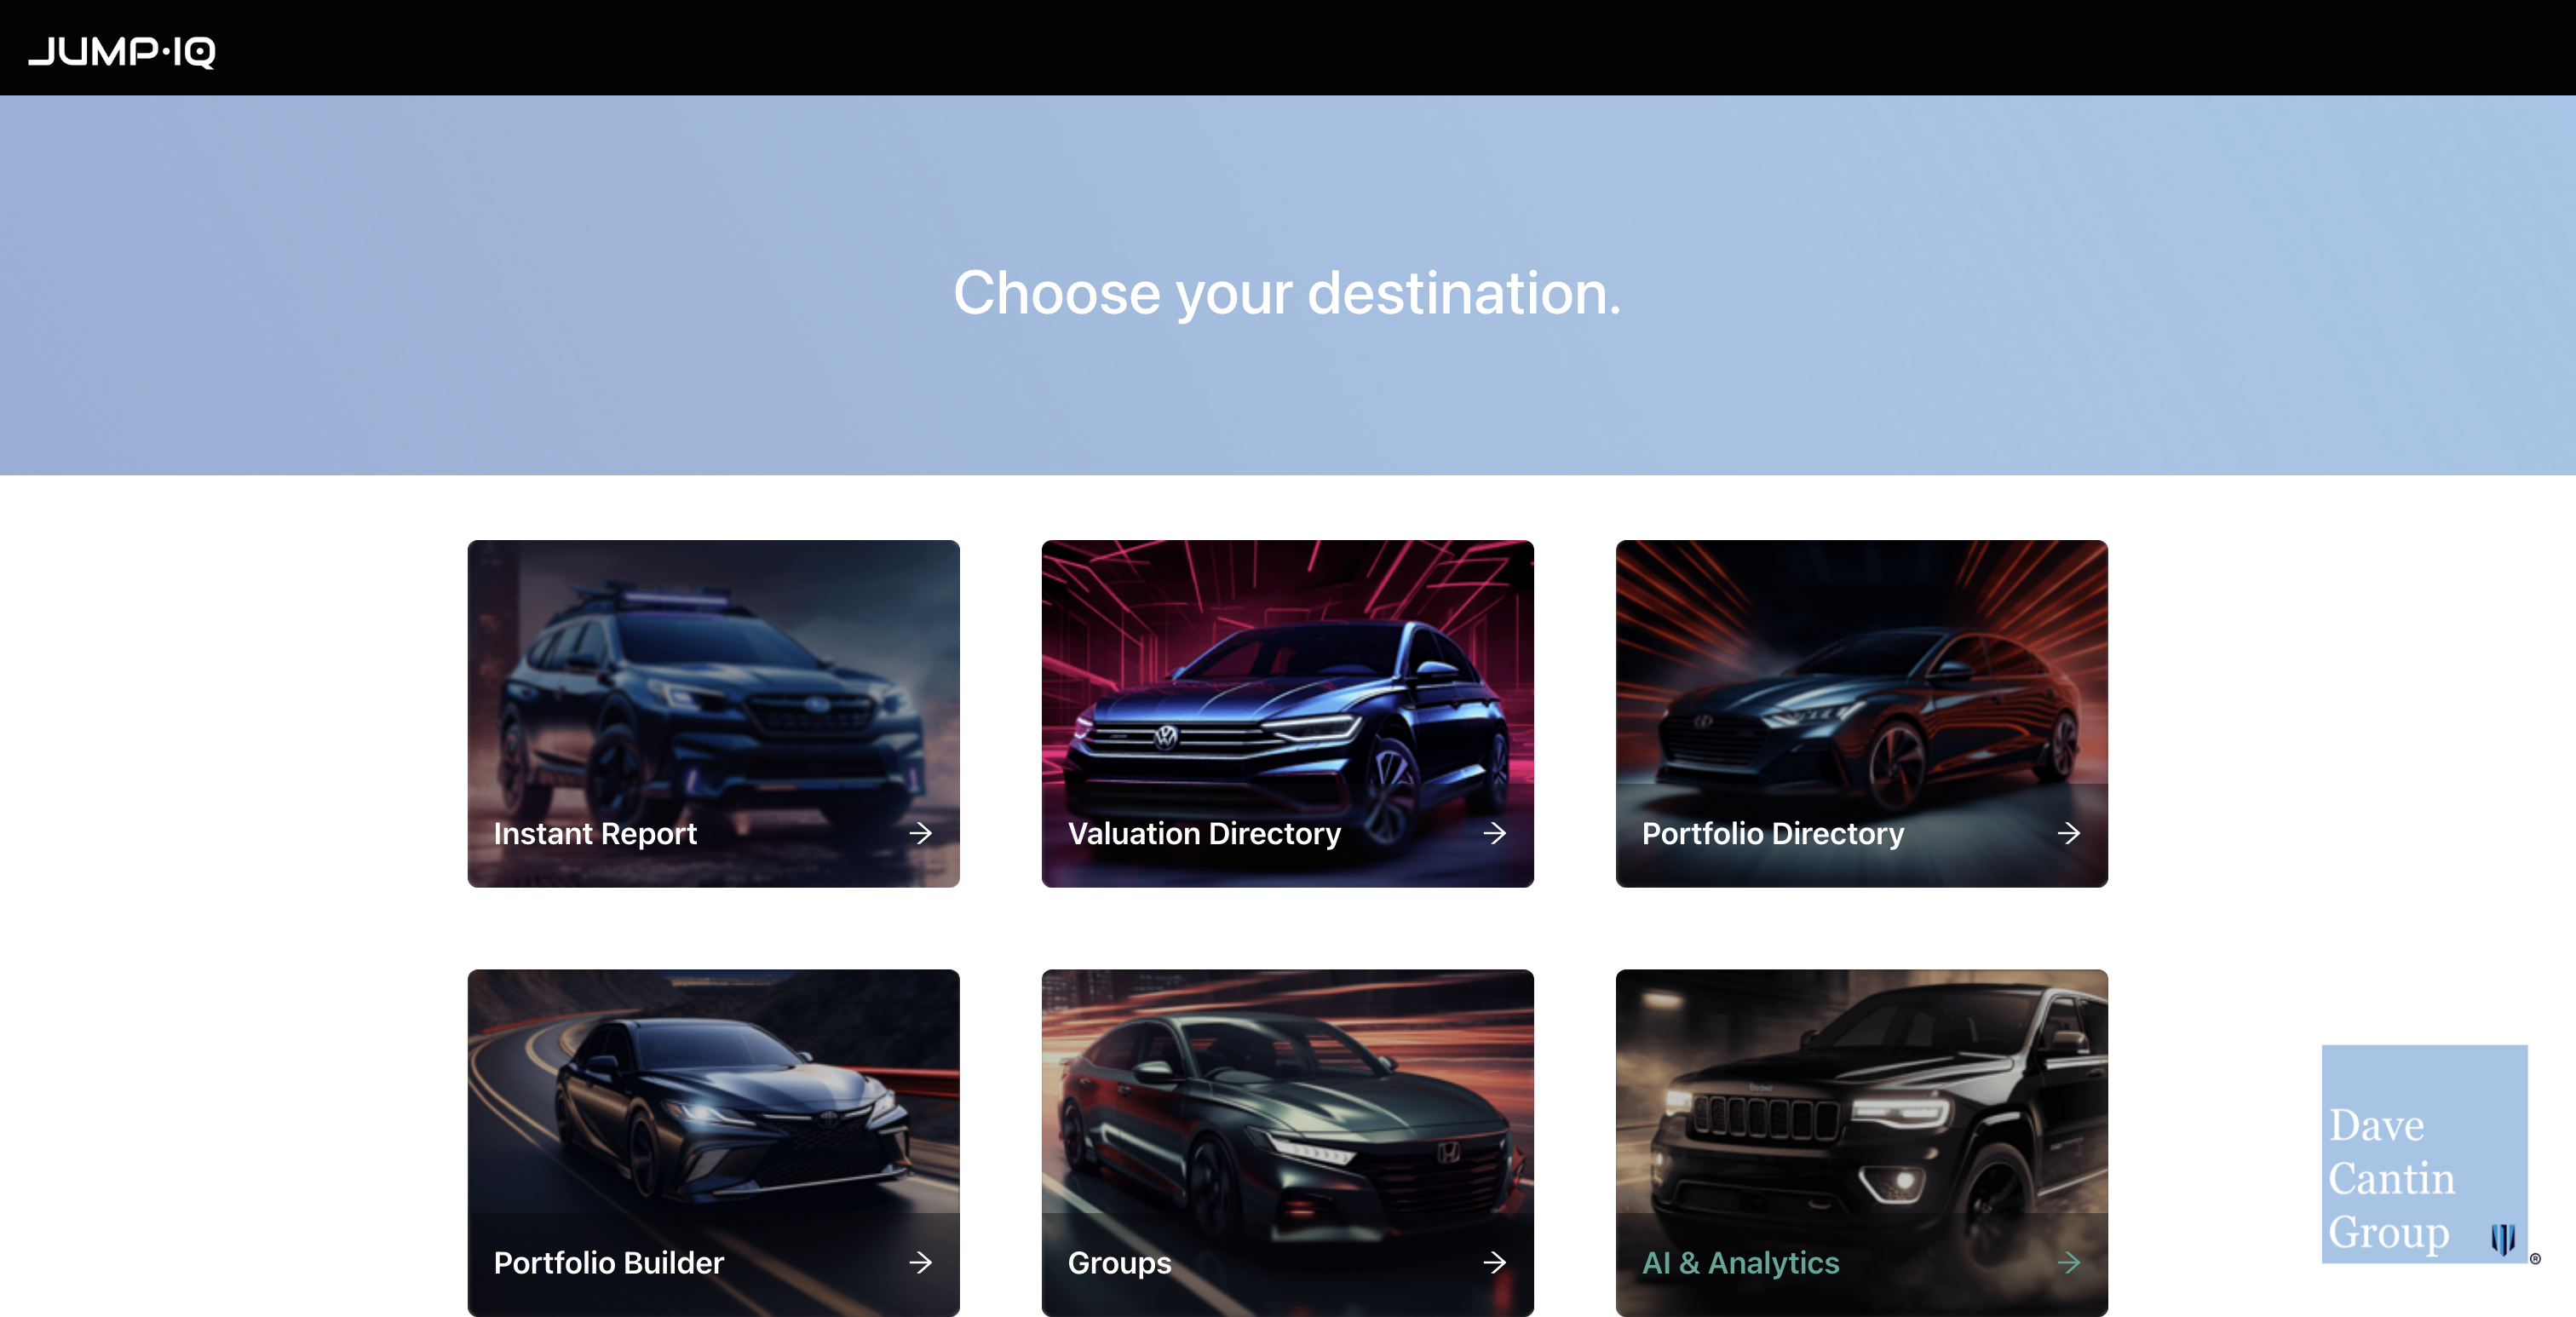 JUMP·IQ
Choose your destination.
Instant Report
Valuation Directory
Portfolio Directory
Portfolio Builder
Groups
AI & Analytics
Dave
Cantin
Group
®